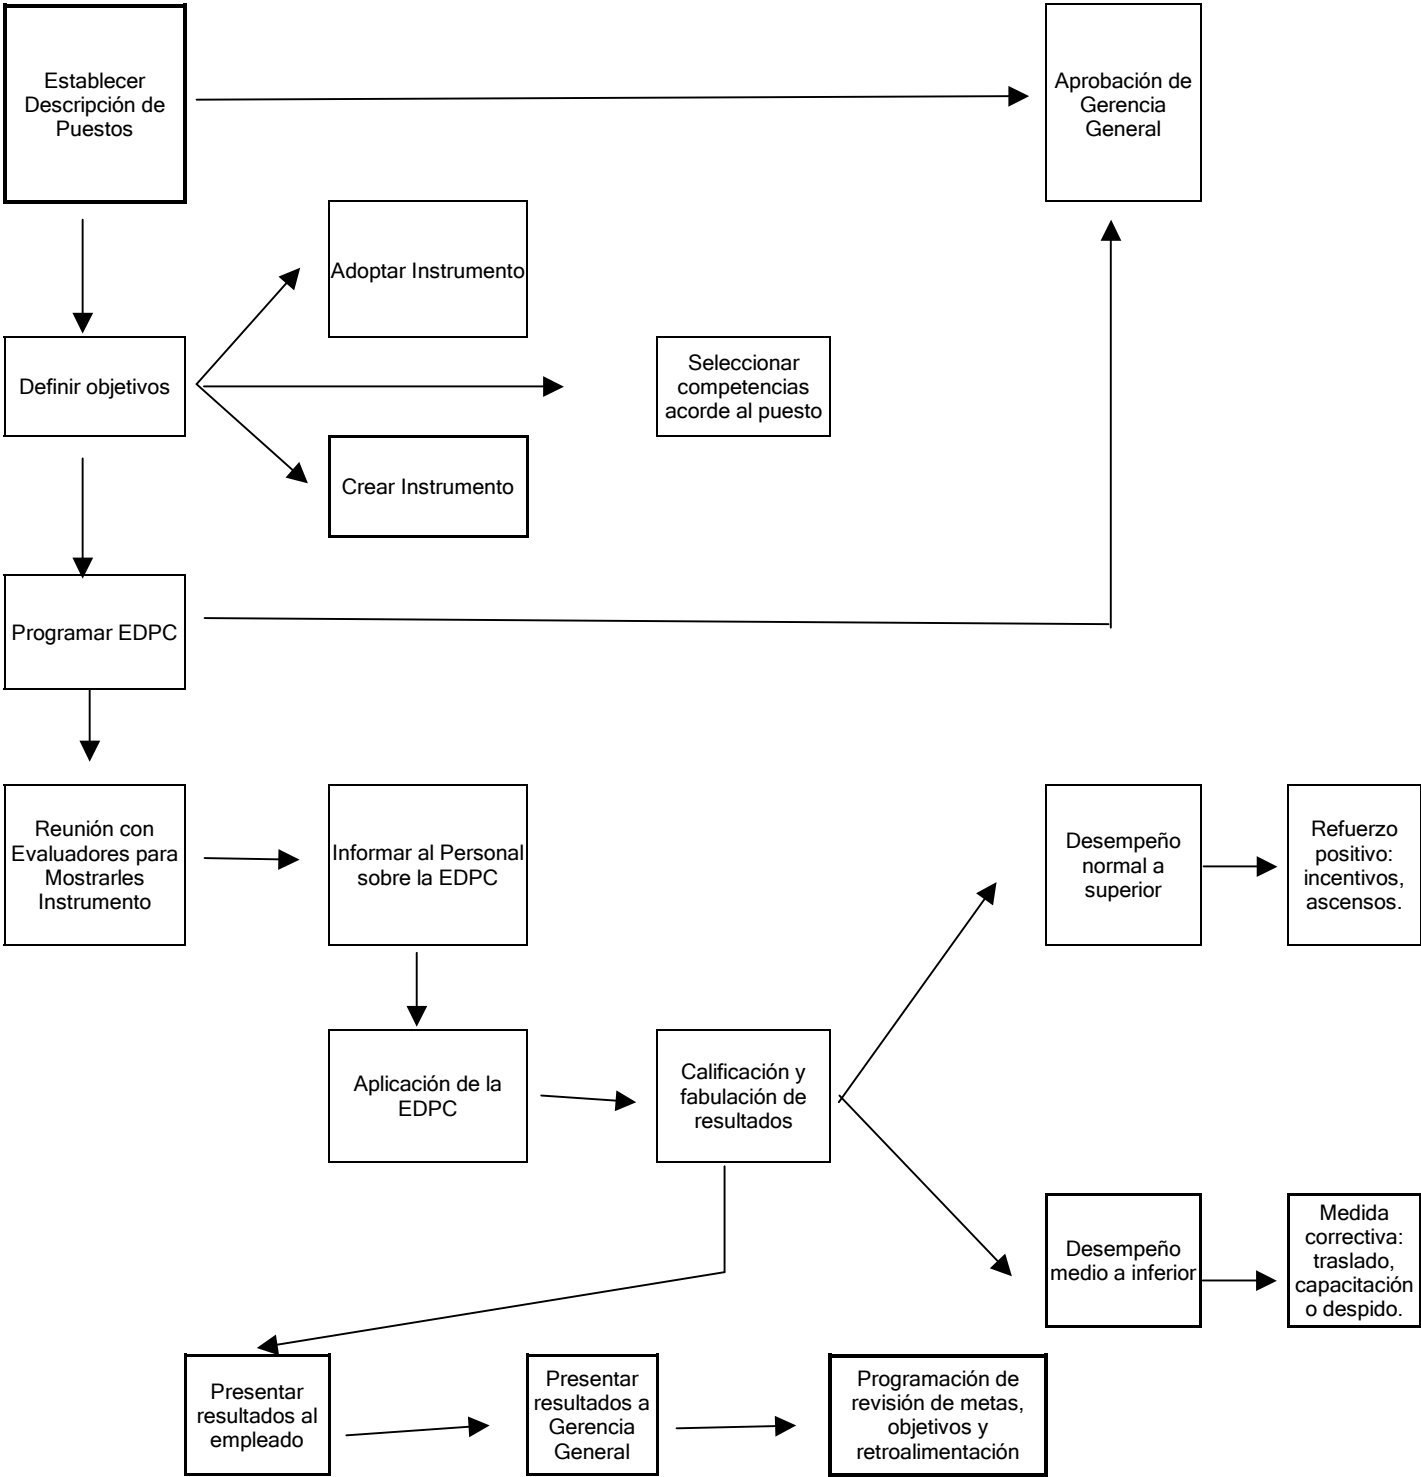 Establecer
Descripción de
Puestos
Aprobación de
Gerencia
General
Adoptar Instrumento
Definir objetivos
Seleccionar
competencias
acorde al puesto
Crear Instrumento
Programar EDPC
Reunión con
Evaluadores para
Mostrarles
Instrumento
Informar al Personal
sobre la EDPC
Desempeño
normal a
superior
Refuerzo
positivo:
incentivos,
ascensos.
Aplicación de la
EDPC
Calificación y
fabulación de
resultados
Desempeño
medio a inferior
Medida
correctiva:
traslado,
capacitación
o despido.
Presentar
resultados al
empleado
Presentar
resultados a
Gerencia
General
Programación de
revisión de metas,
objetivos y
retroalimentación